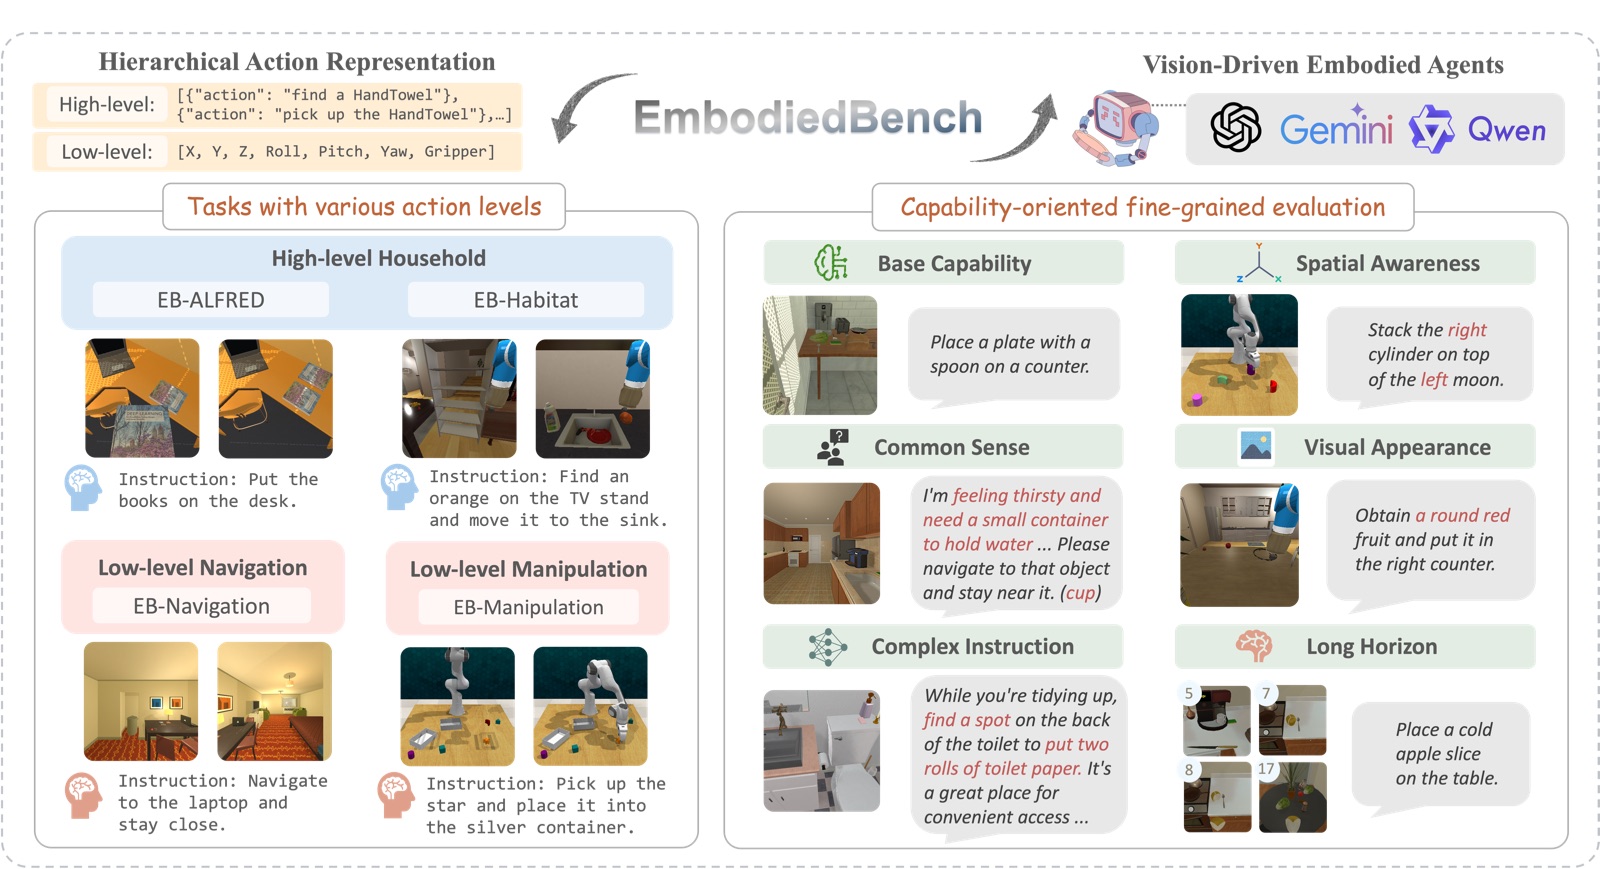 Hierarchical Action Representation
High-level:
[{"action": "find a HandTowel"},
{"action": "pick up the HandTowel"},…]
Low-level:
[X, Y, Z, Roll, Pitch, Yaw, Gripper]
EmbodiedBench
Vision-Driven Embodied Agents
Gemini
Qwen
Tasks with various action levels
High-level Household
EB-ALFRED
EB-Habitat
Instruction: Put the
books on the desk.
Instruction: Find an
orange on the TV stand
and move it to the sink.
Low-level Navigation
EB-Navigation
Low-level Manipulation
EB-Manipulation
Instruction: Navigate
to the laptop and
stay close.
Instruction: Pick up the
star and place it into
the silver container.
Capability-oriented fine-grained evaluation
Base Capability
Place a plate with a
spoon on a counter.
Y
Z
X
Spatial Awareness
Stack the right
cylinder on top
of the left moon.
?
Common Sense
I'm feeling thirsty and
need a small container
to hold water ... Please
navigate to that object
and stay near it. (cup)
Visual Appearance
Obtain a round red
fruit and put it in
the right counter.
Complex Instruction
While you're tidying up,
find a spot on the back
of the toilet to put two
rolls of toilet paper. It's
a great place for
convenient access ...
Long Horizon
5
7
8
17
Place a cold
apple slice
on the table.